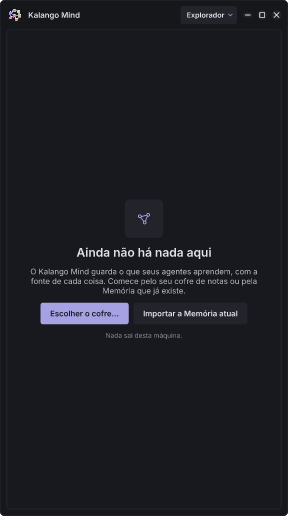 Kalango Mind
Explorador
Ainda não há nada aqui
O Kalango Mind guarda o que seus agentes aprendem, com a
fonte de cada coisa. Comece pelo seu cofre de notas ou pela
Memória que já existe.
Escolher o cofre...
Importar a Memória atual
Nada sai desta máquina.